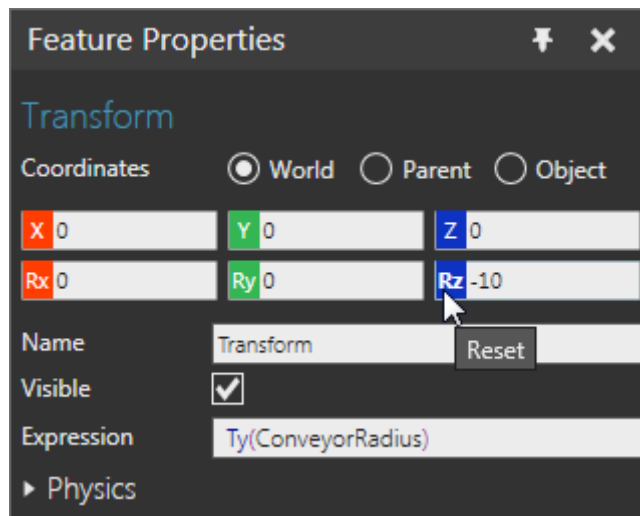 Feature Properties
Transform
Coordinates World Parent Object
X 0 Y 0 Z 0
Rx 0 Ry 0 Rz -10
Name Transform
Reset
Visible
Expression Ty(ConveyorRadius)
Physics